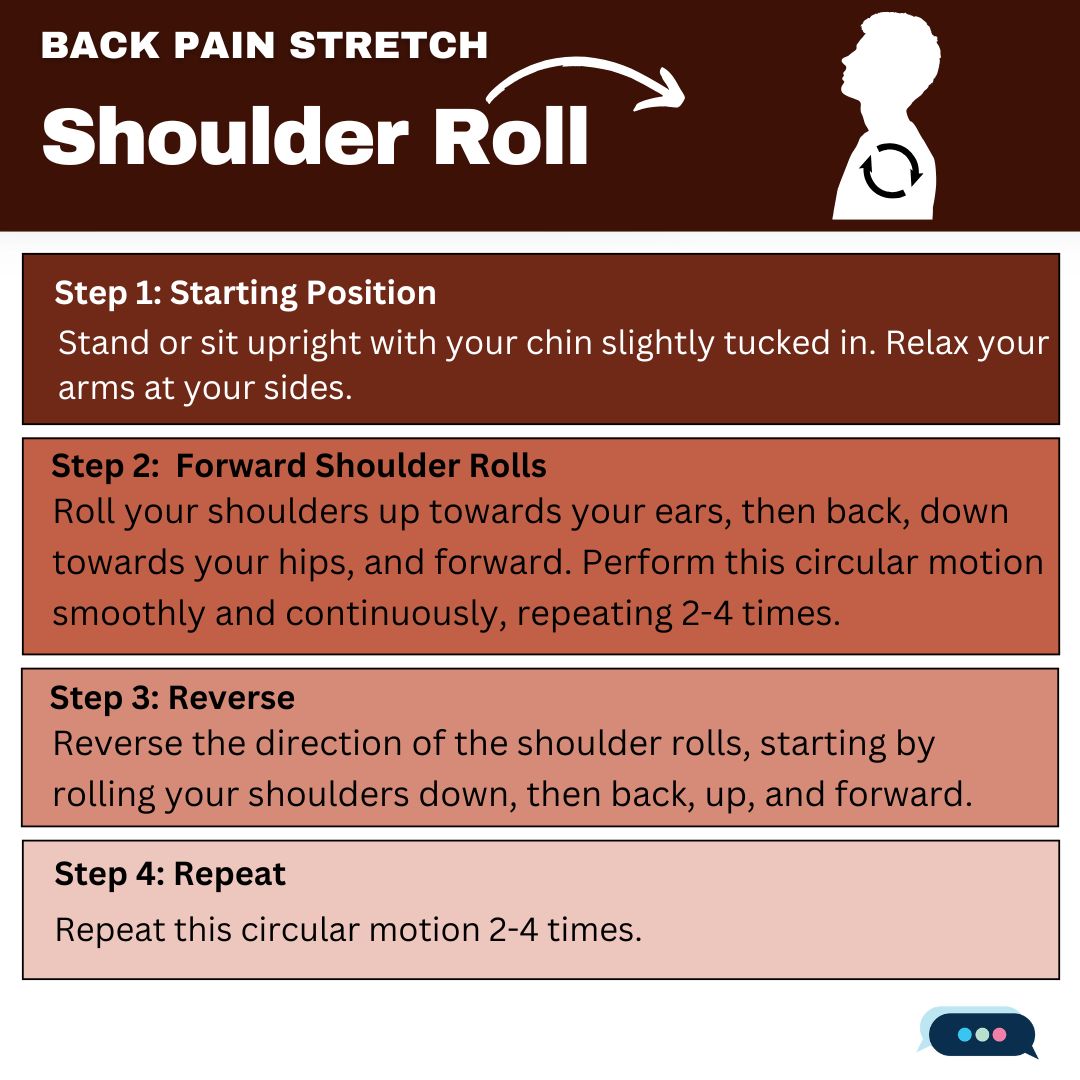 BACK PAIN STRETCH
Shoulder Roll
Step 1: Starting Position
Stand or sit upright with your chin slightly tucked in. Relax your
arms at your sides.
Step 2:  Forward Shoulder Rolls
Roll your shoulders up towards your ears, then back, down
towards your hips, and forward. Perform this circular motion
smoothly and continuously, repeating 2-4 times.
Step 3: Reverse
Reverse the direction of the shoulder rolls, starting by
rolling your shoulders down, then back, up, and forward.
Step 4: Repeat
Repeat this circular motion 2-4 times.